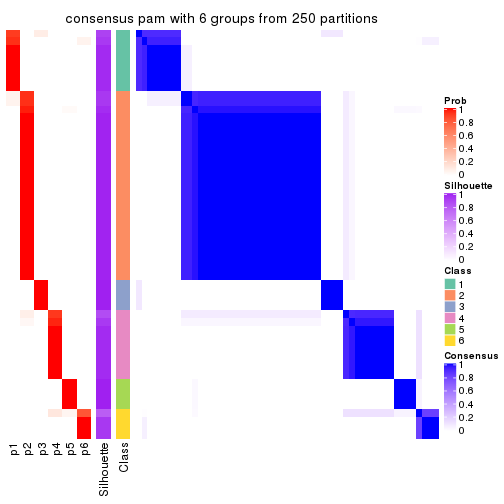 consensus pam with 6 groups from 250 partitions
Prob
1
0.8
0.6
0.4
0.2
0
Silhouette
1
0.8
0.6
0.4
0.2
0
Class
1
2
3
4
5
6
Consensus
1
0.8
0.6
0.4
0.2
0
p1
p2
p3
p4
p5
p6
Silhouette
Class